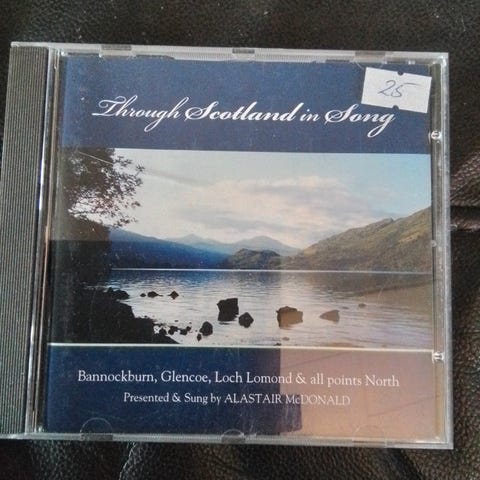 Through Scotland in Song
25
Bannockburn, Glencoe, Loch Lomond & all points North
Presented & Sung by ALASTAIR McDONALD